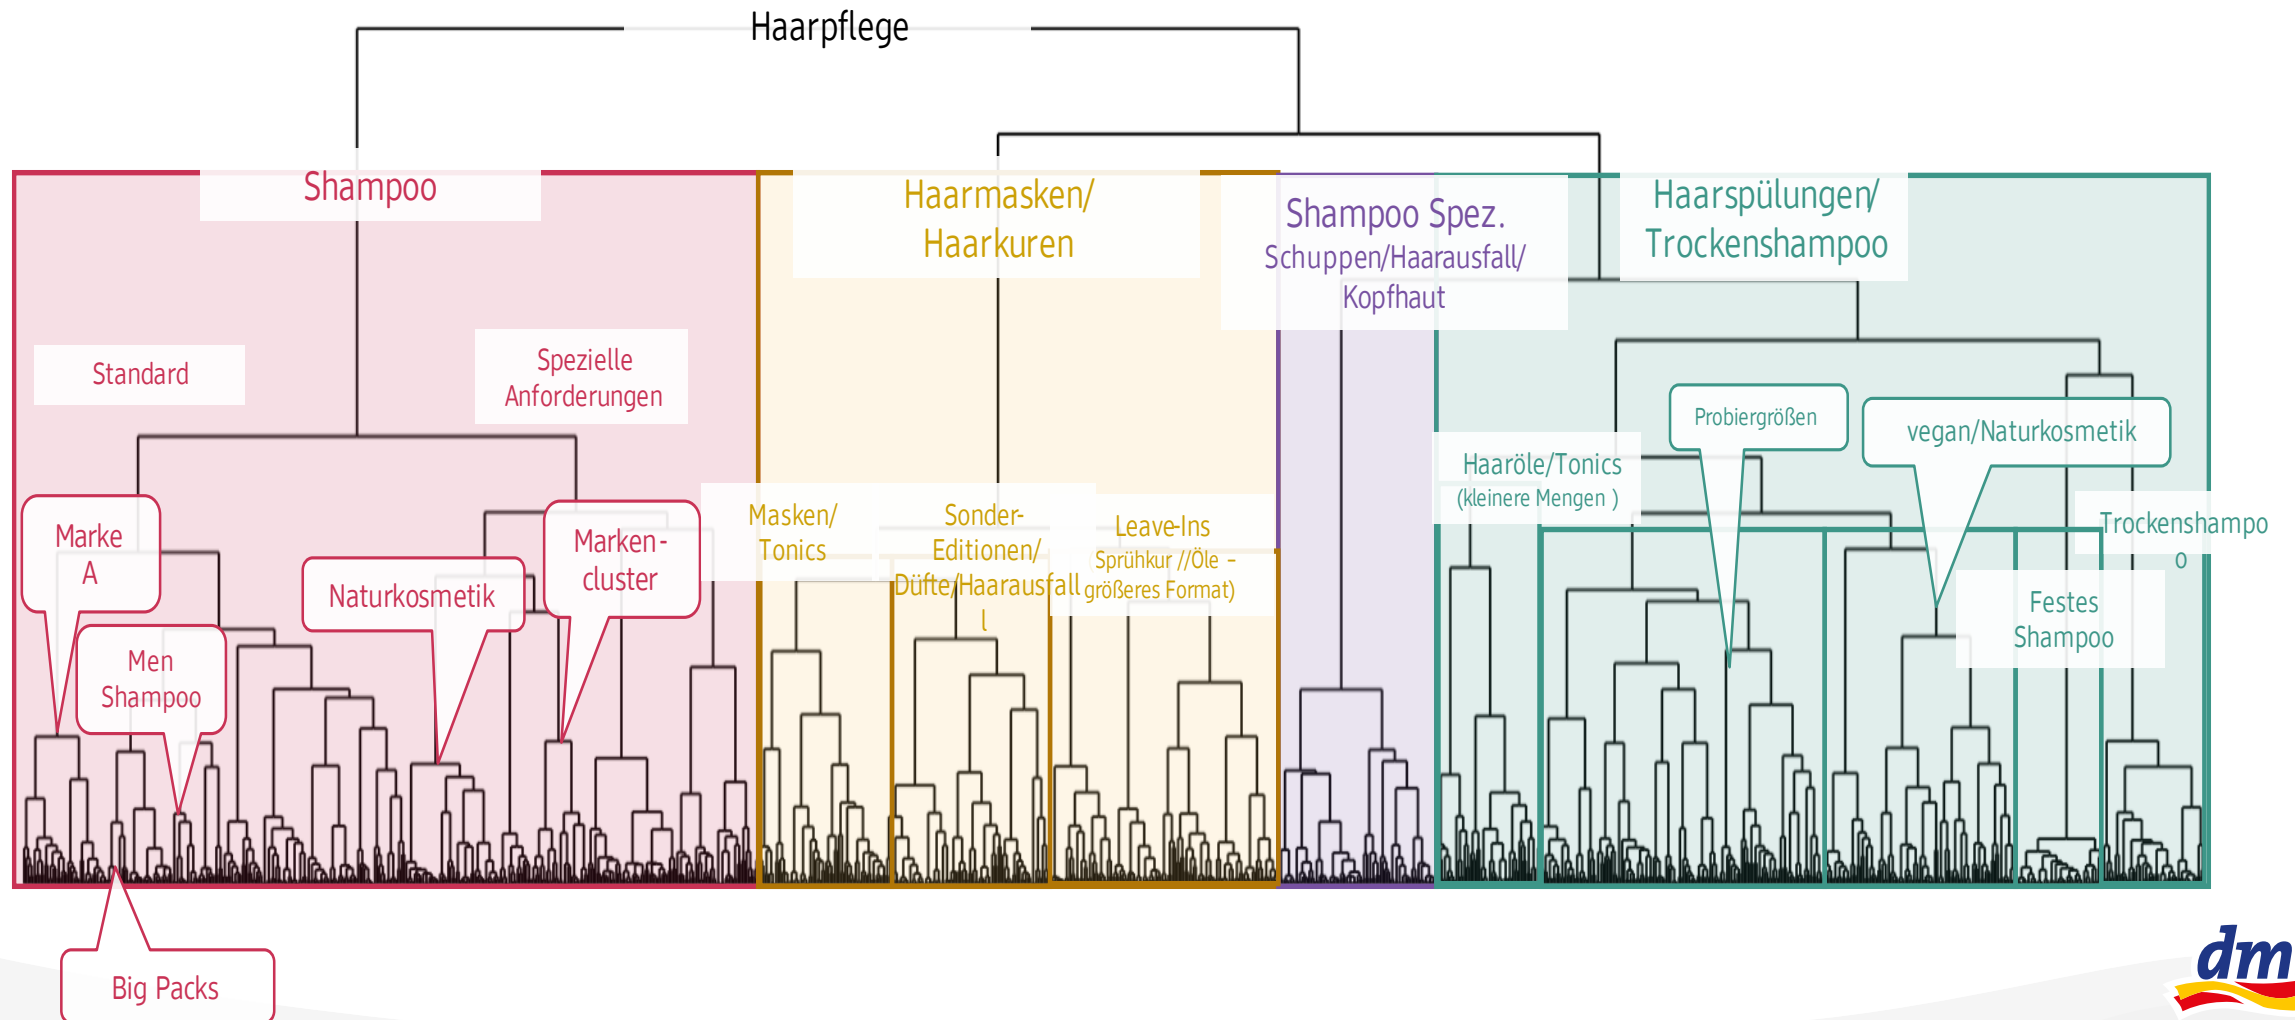 Haarpflege
Shampoo
Haarmasken/
Haarkuren
Shampoo Spez.
Schuppen/Haarausfall/
Kopfhaut
Haarspülungen/
Trockenshampoo
Standard
Spezielle
Anforderungen
Marke
A
Men
Shampoo
Naturkosmetik
Marken-
cluster
Big Packs
Masken/
Tonics
Sonder-
Editionen/
Düfte/Haarausfall
l
Leave-Ins
(Sprühkur //Öle –
größeres Format)
Haaröle/Tonics
(kleinere Mengen )
Probiergrößen
vegan/Naturkosmetik
Trockenshampo
o
Festes
Shampoo
dm